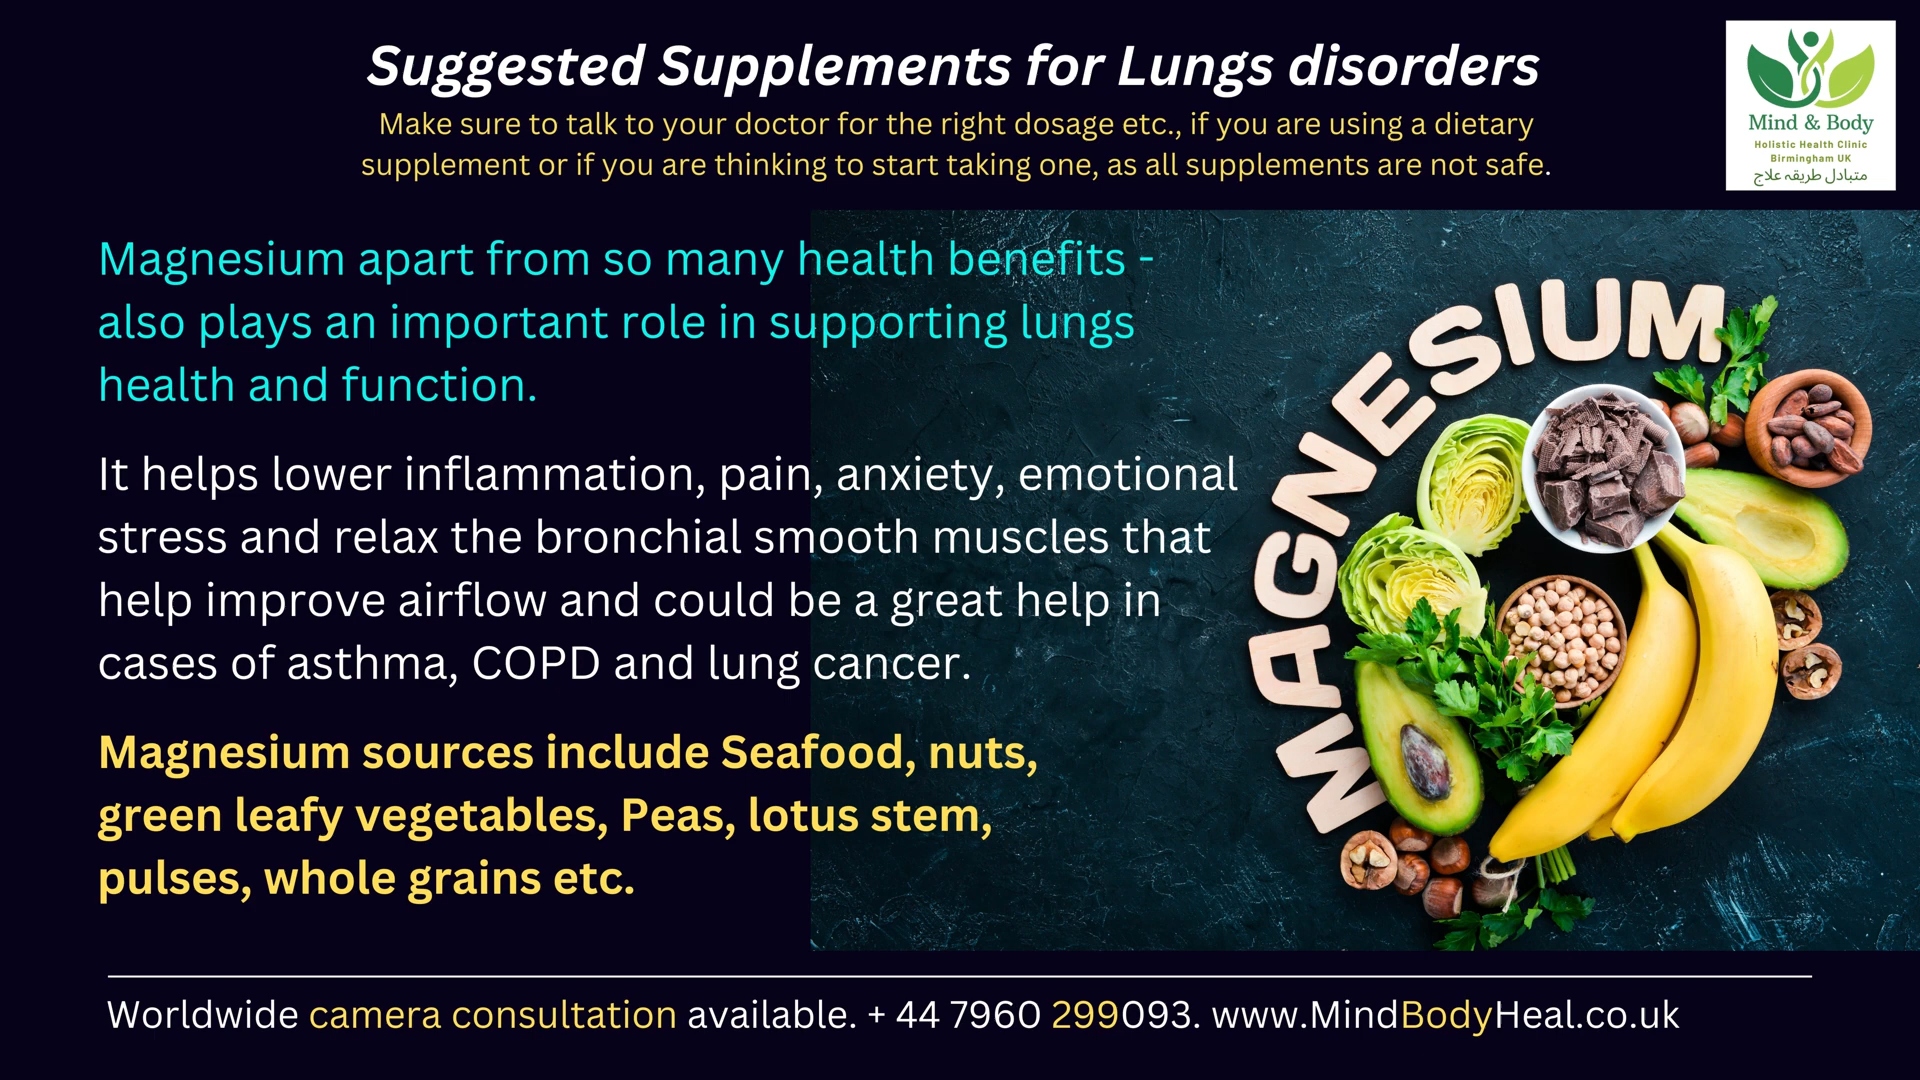 Suggested Supplements for Lungs disorders
Make sure to talk to your doctor for the right dosage etc., if you are using a dietary
supplement or if you are thinking to start taking one, as all supplements are not safe.
Mind & Body
Holistic Health Clinic
Birmingham UK
متبادل طریقہ علاج
Magnesium apart from so many health benefits -
also plays an important role in supporting lungs
health and function.
It helps lower inflammation, pain, anxiety, emotional
stress and relax the bronchial smooth muscles that
help improve airflow and could be a great help in
cases of asthma, COPD and lung cancer.
Magnesium sources include Seafood, nuts,
green leafy vegetables, Peas, lotus stem,
pulses, whole grains etc.
MAGNESIUM
Worldwide camera consultation available. + 44 7960 299093. www.MindBodyHeal.co.uk